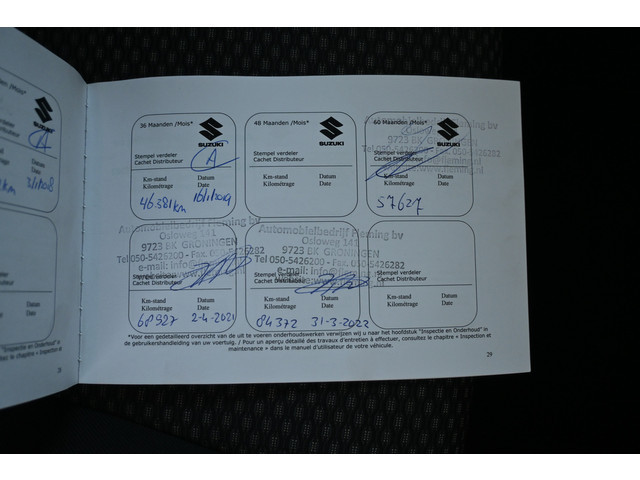 36 Maanden /Mois*
SUZUKI
Stempel verdeler
Cachet Distributeur
A
Km-stand Datum
Kilométrage Date
46381km
48 Maanden /Mois*
SUZUKI
Stempel verdeler
Cachet Distributeur
Km-stand Datum
Kilométrage Date
60 Maanden /Mois*
SUZUKI
Stempel verdeler
Cachet Distributeur
9723 BK GRONINGEN
Km-stand Datum
Kilométrage Date
57627
Automobielbedrijf Fleming bv
Osloweg 141
9723 BK GRONINGEN
Tel 050-5426200 - Fax. 050-5426282
Stempel verdeler
Cachet Distributeur
Km-stand Datum
Kilométrage Date
68927 2-4-2021
Automobielbedrijf Fleming bv
Osloweg 141
9723 BK GRONINGEN
Tel 050-5426200 - Fax. 050-5426282
Stempel verdeler
Cachet Distributeur
Km-stand Datum
Kilométrage Date
84372 31-3-2022
Stempel verdeler
Cachet Distributeur
Km-stand Datum
Kilométrage Date
*Voor een gedetailleerd overzicht van de uit te voeren onderhoudswerken verwijzen wij u naar het hoofdstuk "Inspectie en Onderhoud" in
de gebruikershandleiding van uw voertuig. / Pour un aperçu détaillé des travaux d'entretien à effectuer, consultez le chapitre « Inspection et
maintenance » dans le manuel d'utilisateur de votre véhicule.
29